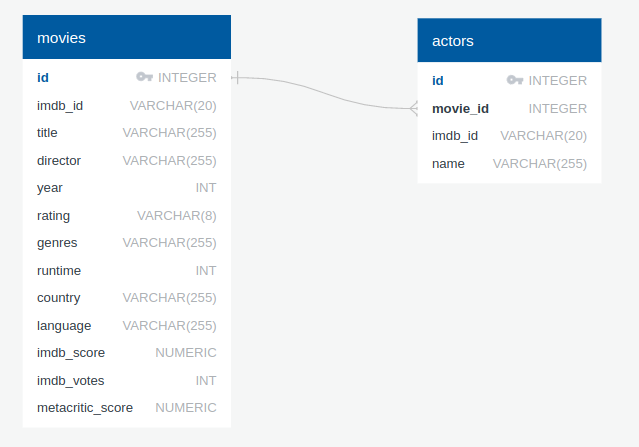 movies
id INTEGER
imdb_id VARCHAR(20)
title VARCHAR(255)
director VARCHAR(255)
year INT
rating VARCHAR(8)
genres VARCHAR(255)
runtime INT
country VARCHAR(255)
language VARCHAR(255)
imdb_score NUMERIC
imdb_votes INT
metacritic_score NUMERIC
actors
id INTEGER
movie_id INTEGER
imdb_id VARCHAR(20)
name VARCHAR(255)